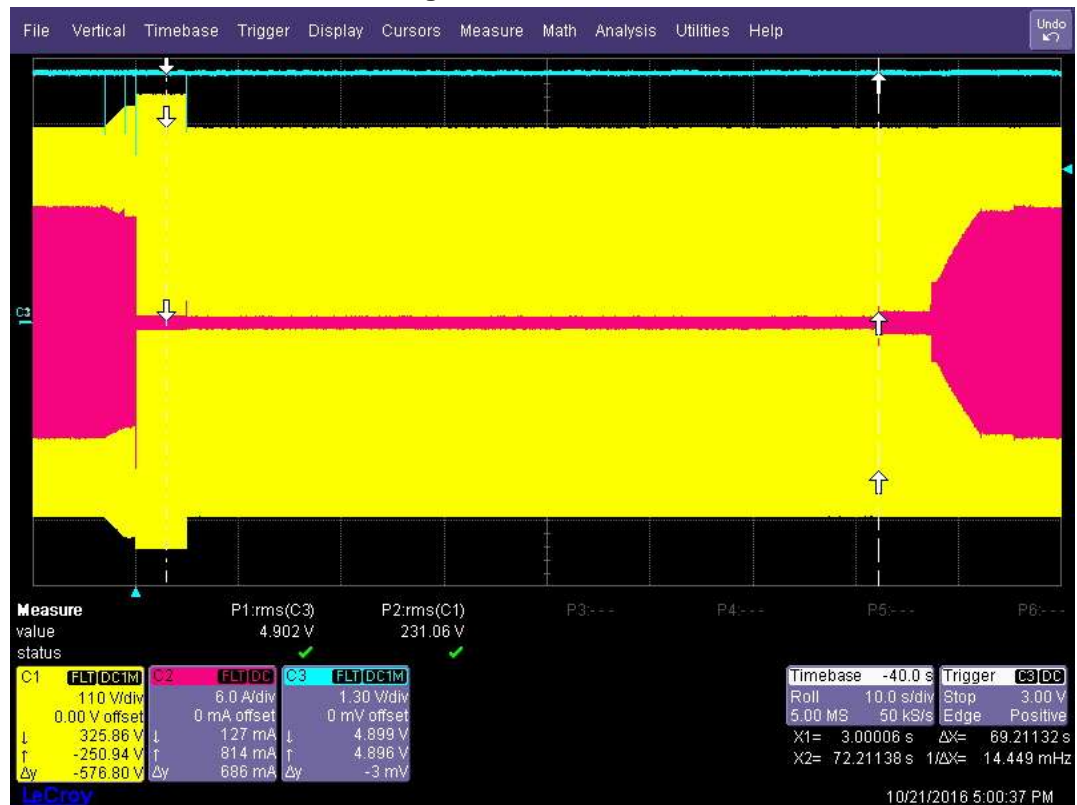 File Vertical Timebase Trigger Display Cursors Measure Math Analysis Utilities Help Undo
C3
Measure P1:rms(C3) P2:rms(C1) P3:--- P4:--- P5:--- P6:---
value 4.902 V 231.06 V
status
C1 FLT DC1M C2 FLT DC C3 FLT DC1M Timebase -40.0 s Trigger C3 DC
110 V/div 6.0 A/div 1.30 V/div Roll 10.0 s/div Stop 3.00 V
0.00 V offset 0 mA offset 0 mV offset 5.00 MS 50 kS/s Edge Positive
↓ 325.86 V ↓ 127 mA ↓ 4.899 V X1= 3.00006 s ΔX= 69.21132 s
↑ -250.94 V ↑ 814 mA ↑ 4.896 V X2= 72.21138 s 1/ΔX= 14.449 mHz
Δy -576.80 V Δy 686 mA Δy -3 mV
LeCroy 10/21/2016 5:00:37 PM